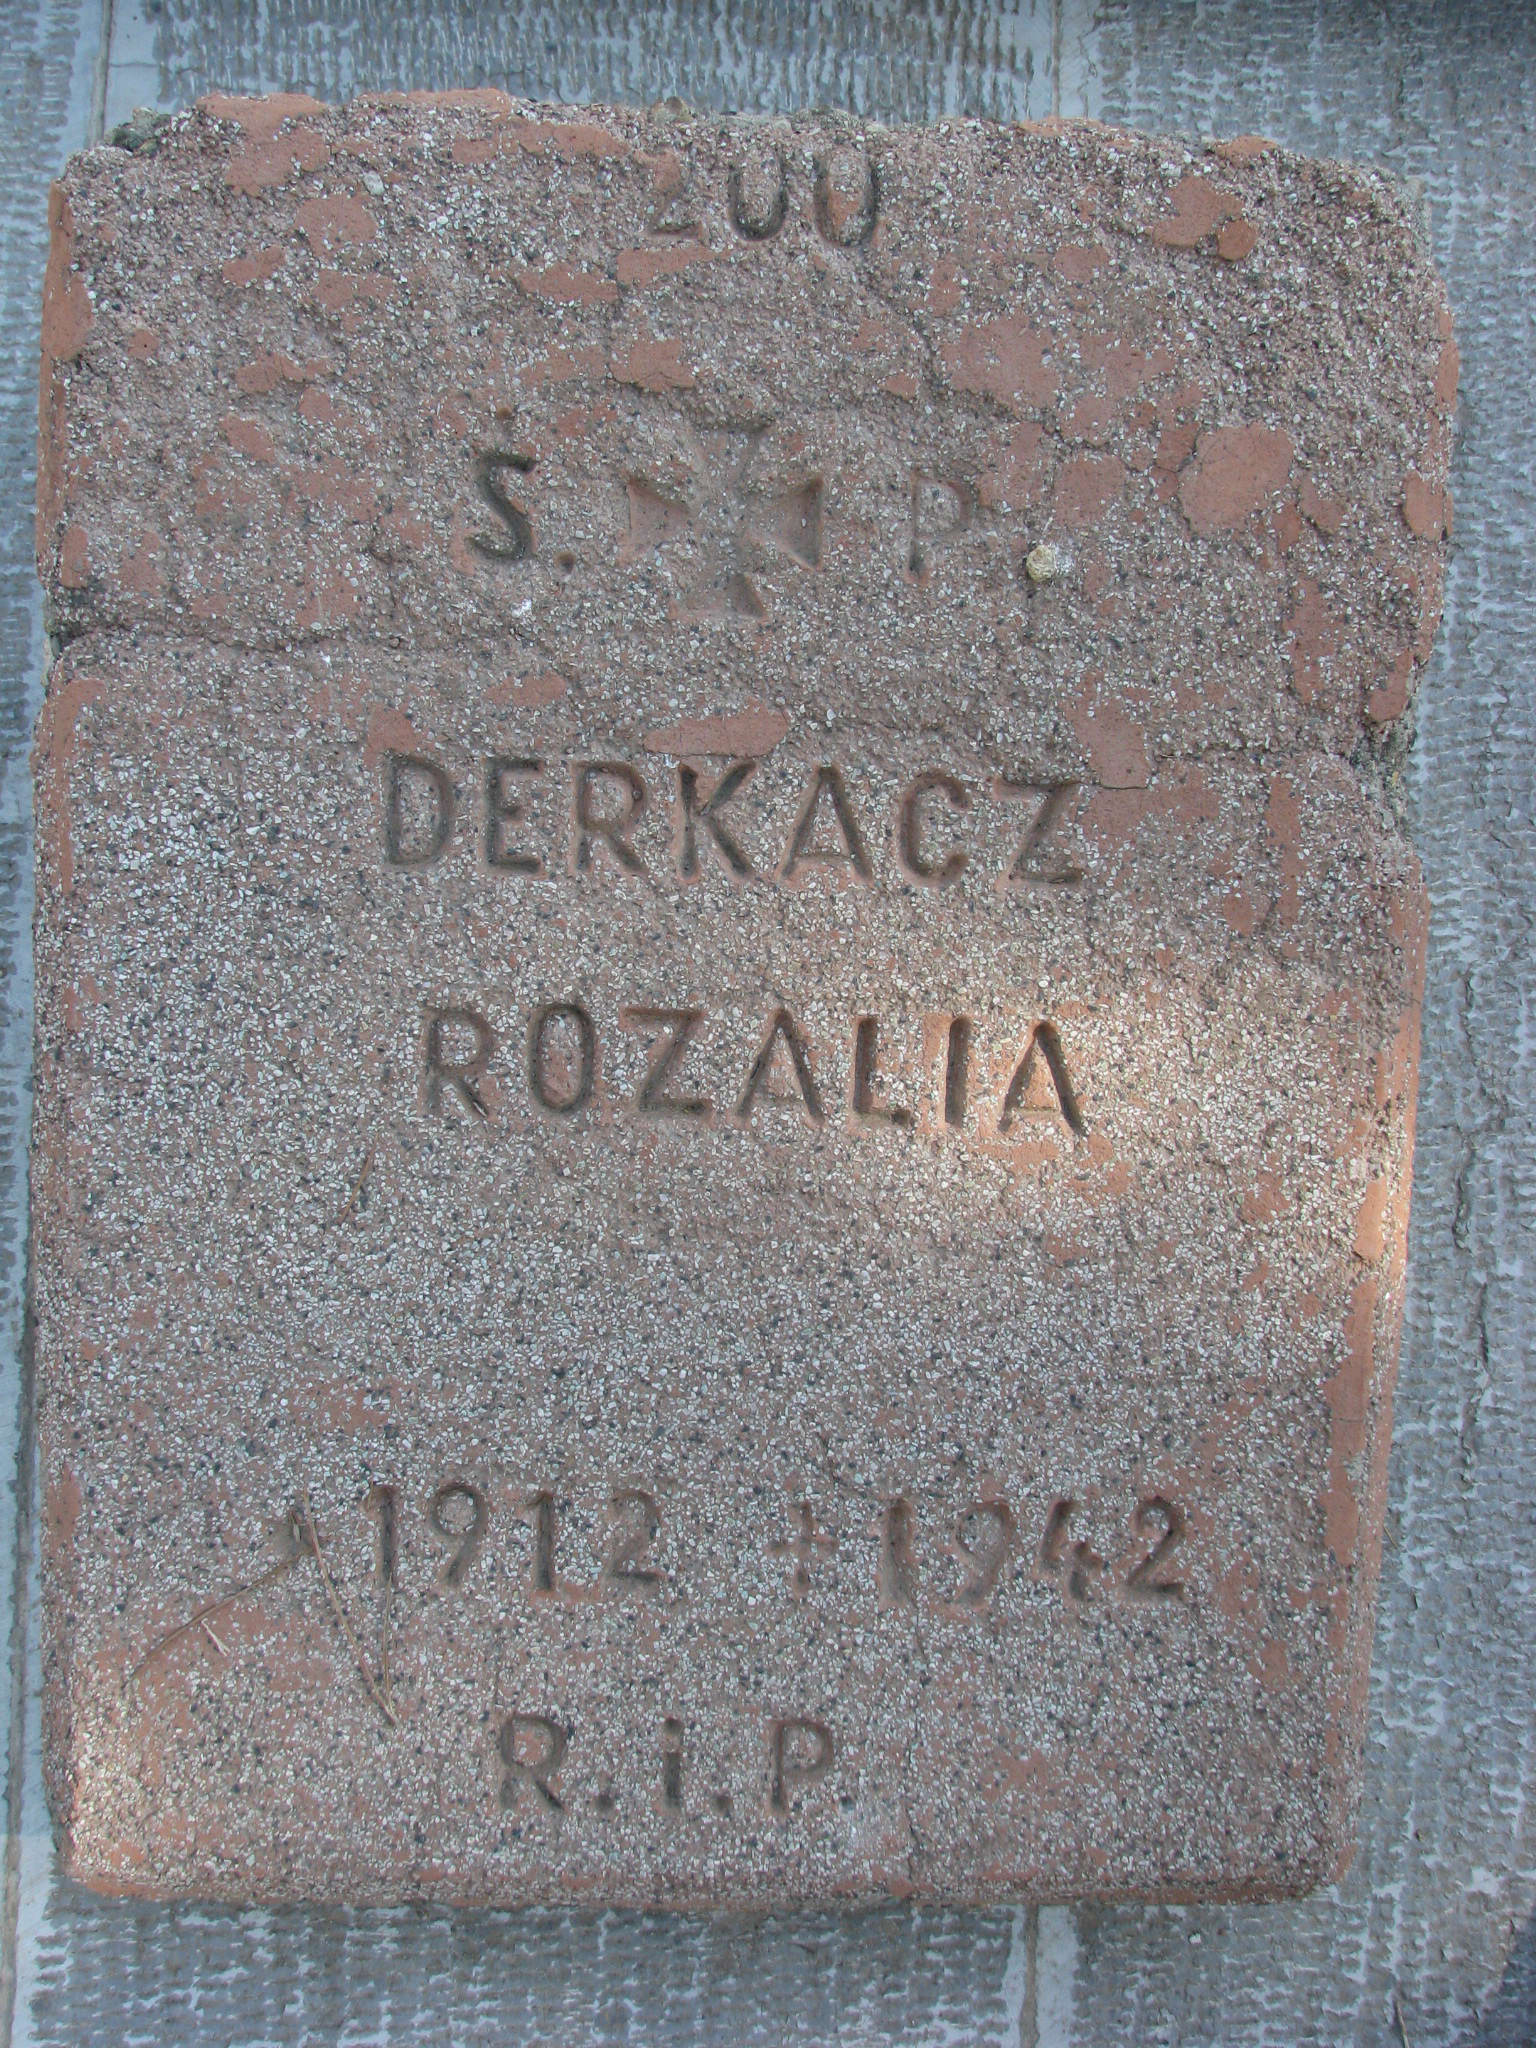 200
Ś. ✠ P.
DERKACZ
ROZALIA
* 1912 + 1942
R.i.P